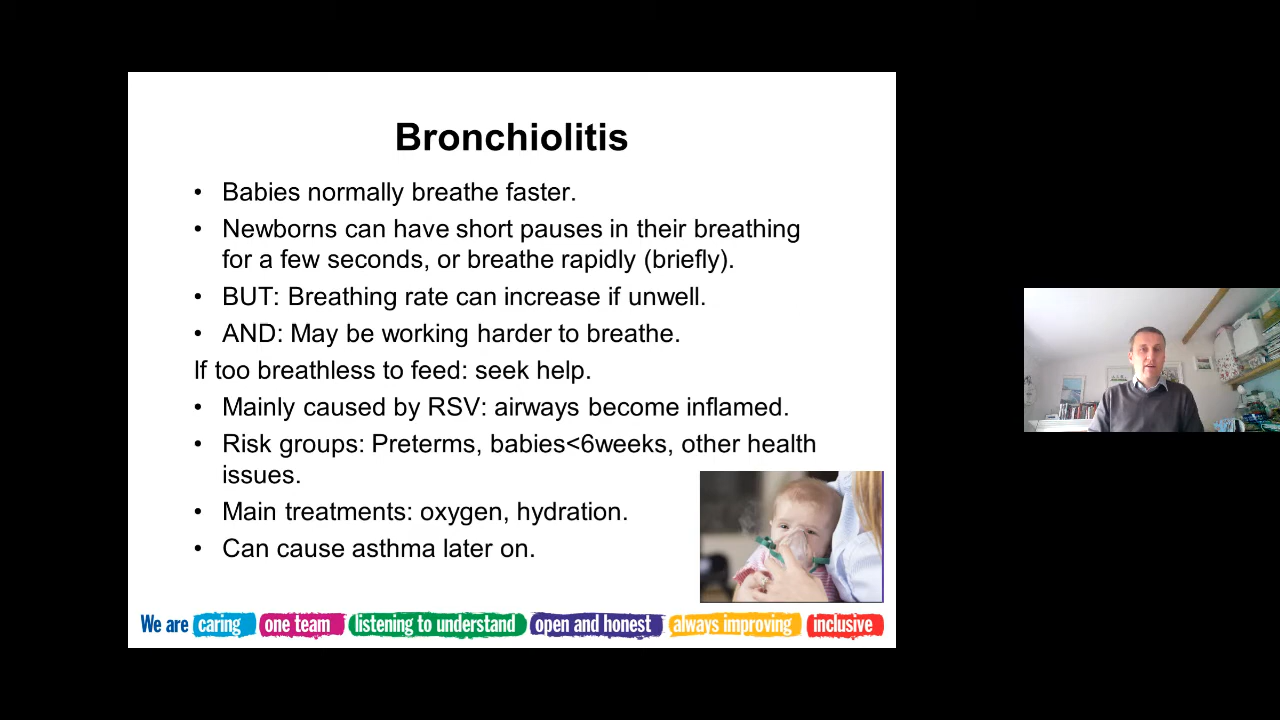 Bronchiolitis
• Babies normally breathe faster.
• Newborns can have short pauses in their breathing
for a few seconds, or breathe rapidly (briefly).
• BUT: Breathing rate can increase if unwell.
• AND: May be working harder to breathe.
If too breathless to feed: seek help.
• Mainly caused by RSV: airways become inflamed.
• Risk groups: Preterms, babies<6weeks, other health
issues.
• Main treatments: oxygen, hydration.
• Can cause asthma later on.
We are caring one team listening to understand open and honest always improving inclusive